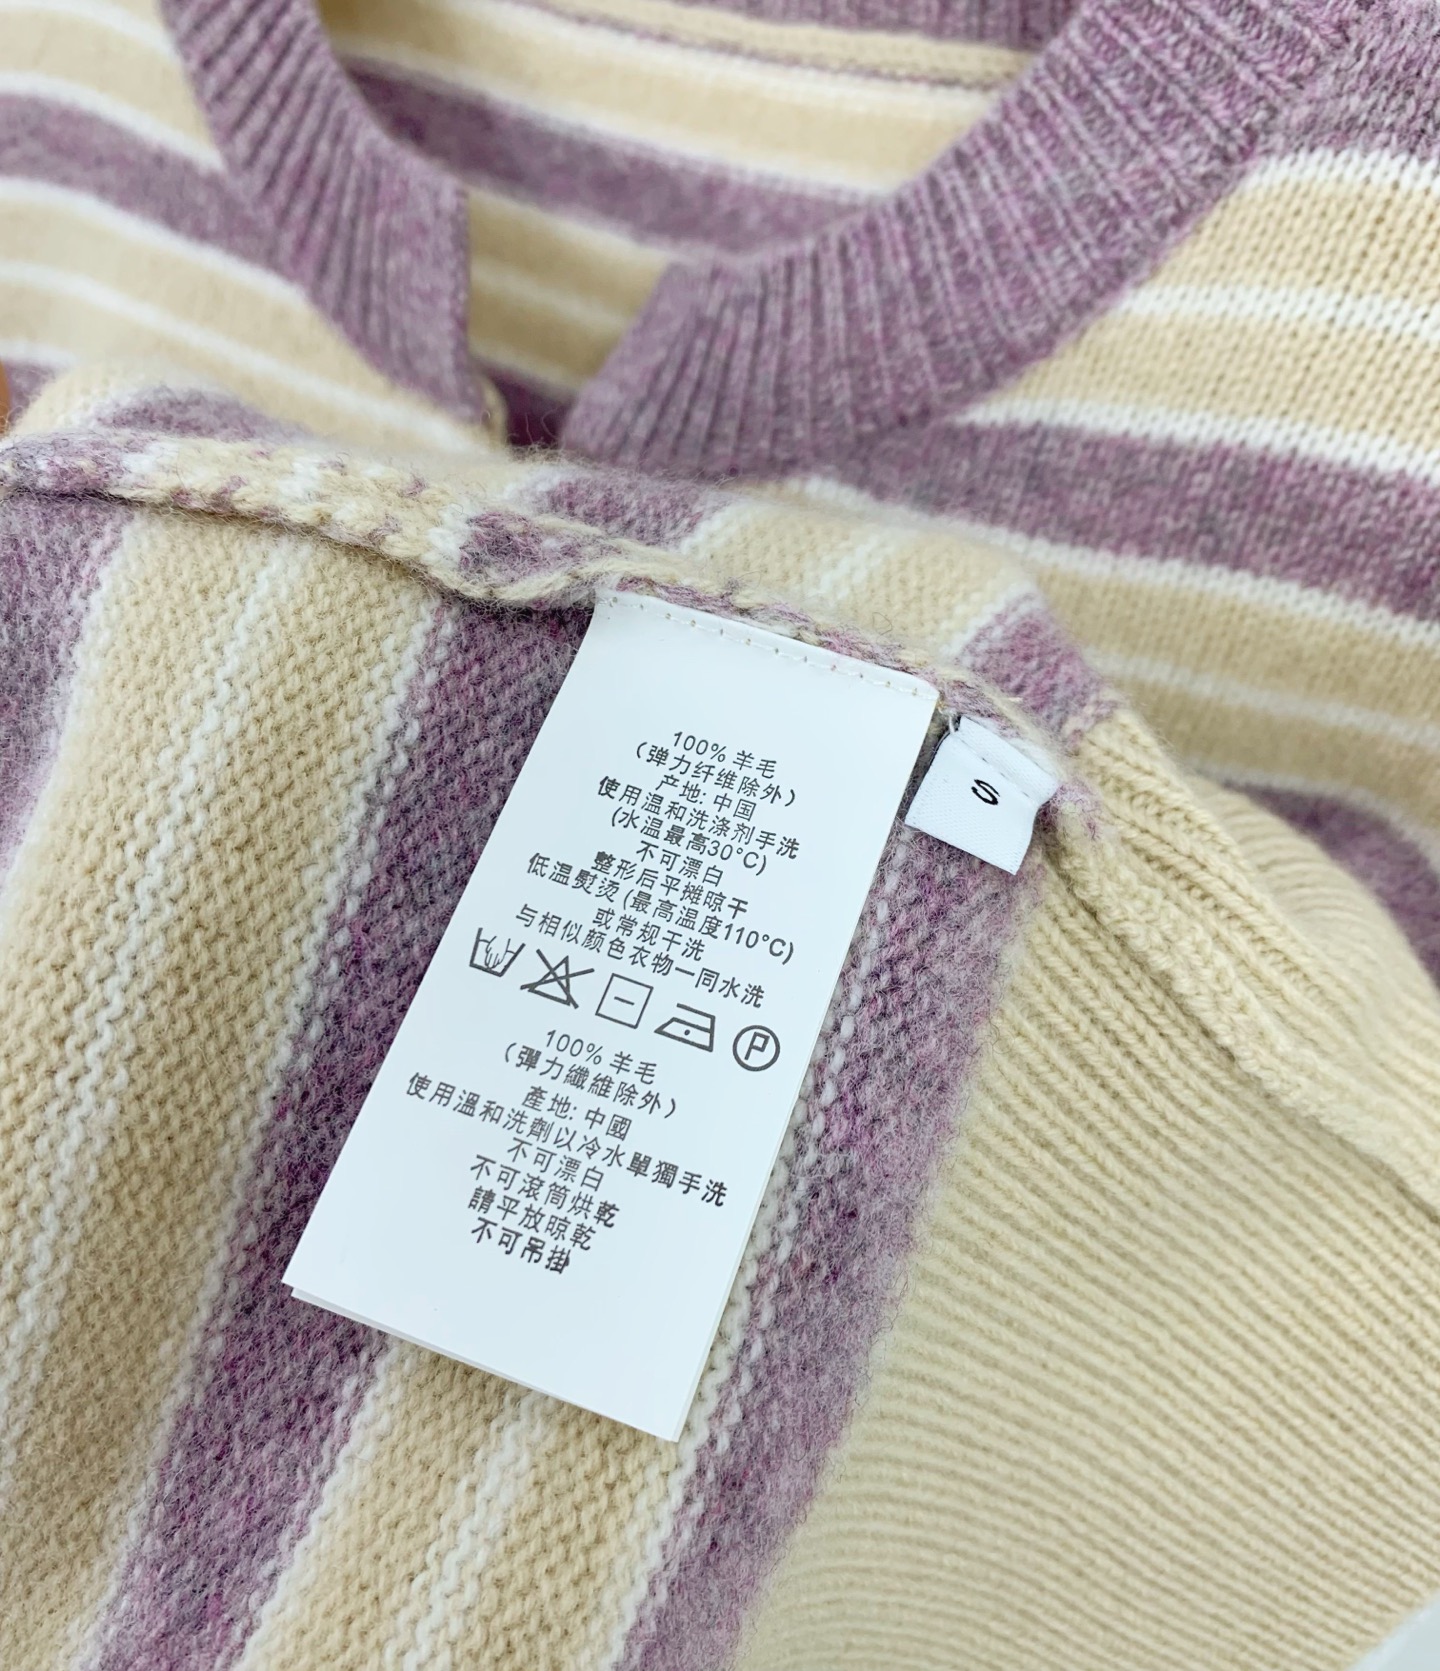 100% 羊毛
(弹力纤维除外)
产地: 中国
使用温和洗涤剂手洗
(水温最高30°C)
不可漂白
整形后平摊晾干
低温熨烫 (最高温度110°C)
或常规干洗
与相似颜色衣物一同水洗
P
100% 羊毛
(彈力纖維除外)
產地: 中國
使用溫和洗劑以冷水單獨手洗
不可漂白
不可滾筒烘乾
請平放晾乾
不可吊掛
S